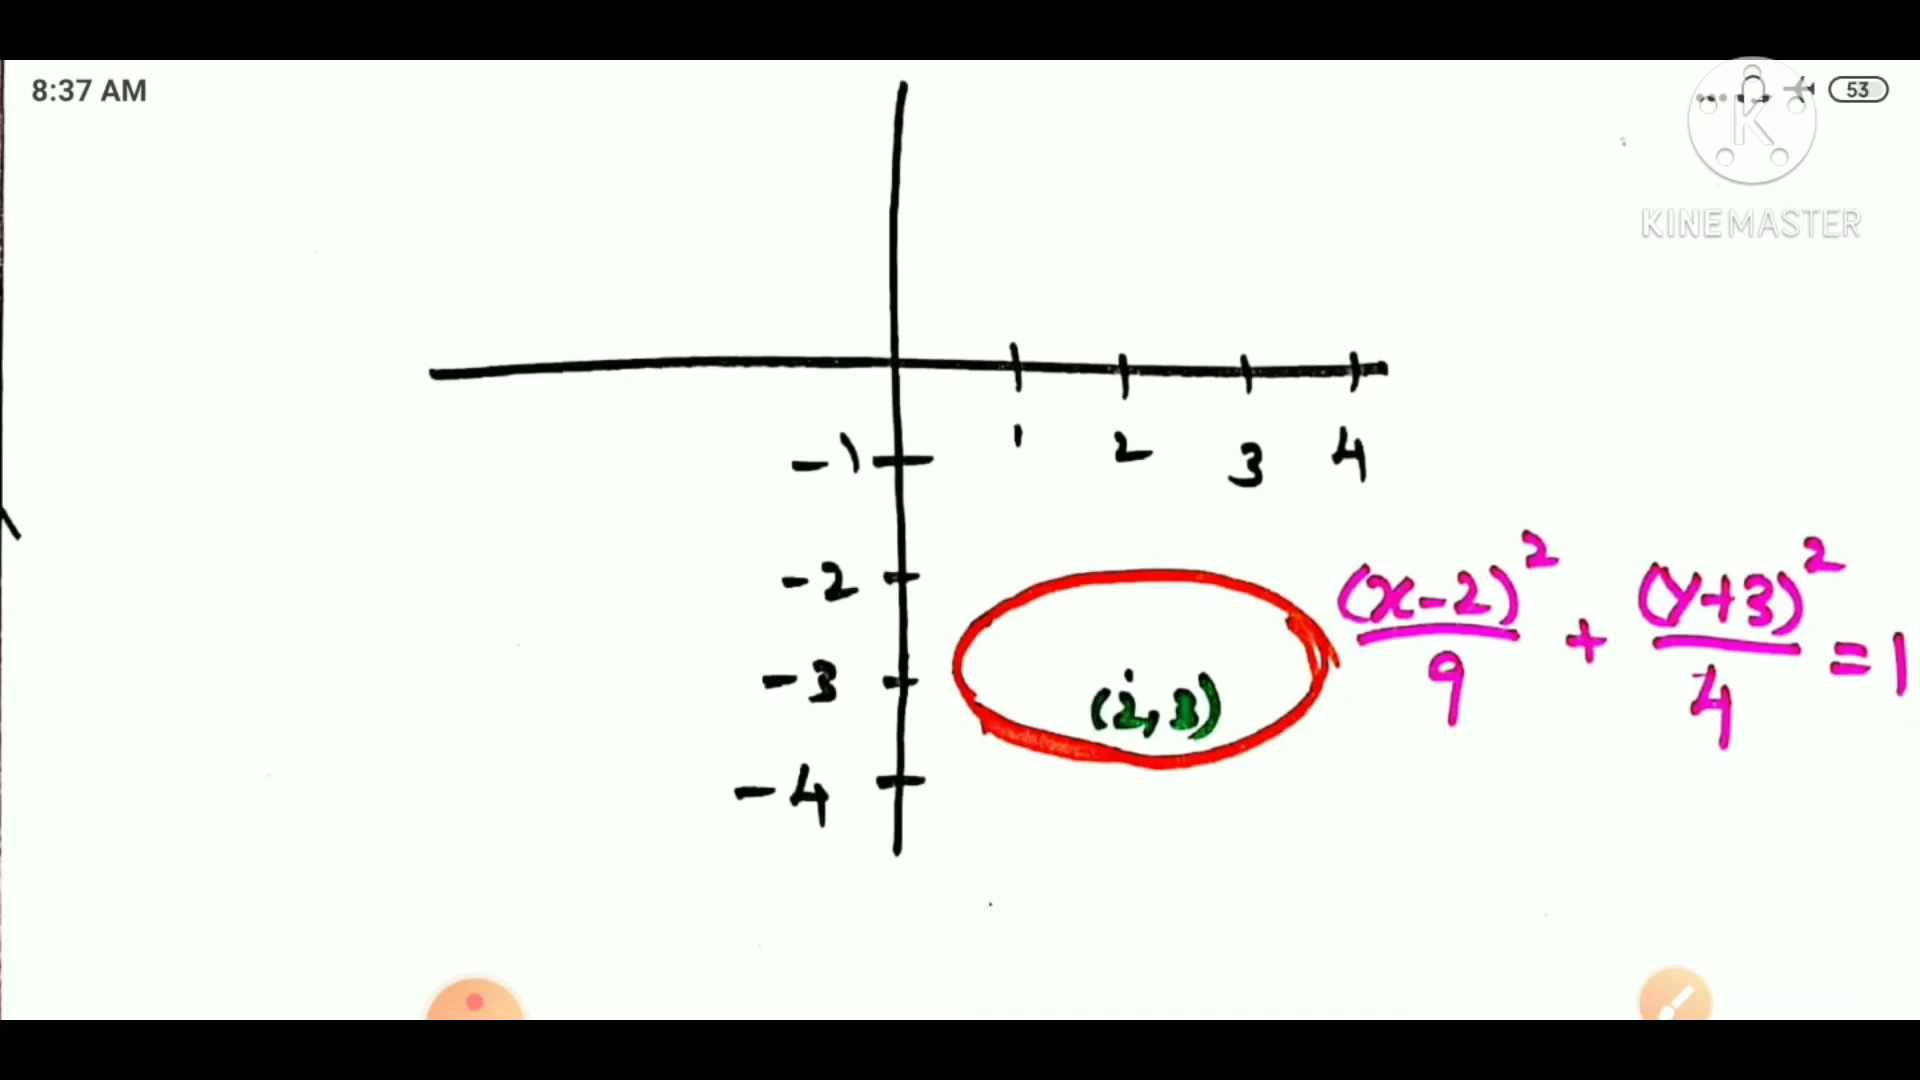 8:37 AM
53
KINEMASTER
1 2 3 4
-1
-2
-3
-4
(2, 3)
(x-2)²/9 + (y+3)²/4 = 1